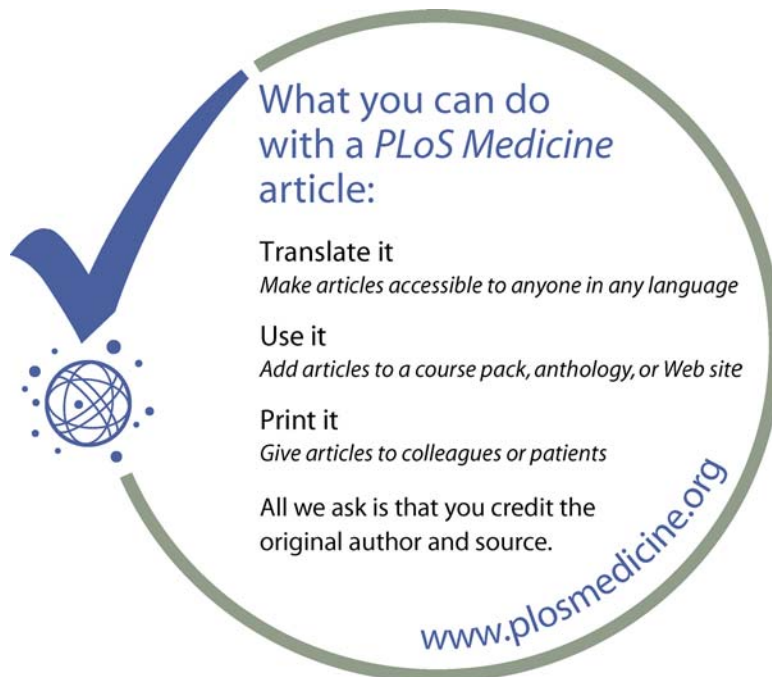 What you can do
with a PLoS Medicine
article:
Translate it
Make articles accessible to anyone in any language
Use it
Add articles to a course pack, anthology, or Web site
Print it
Give articles to colleagues or patients
All we ask is that you credit the
original author and source.
www.plosmedicine.org